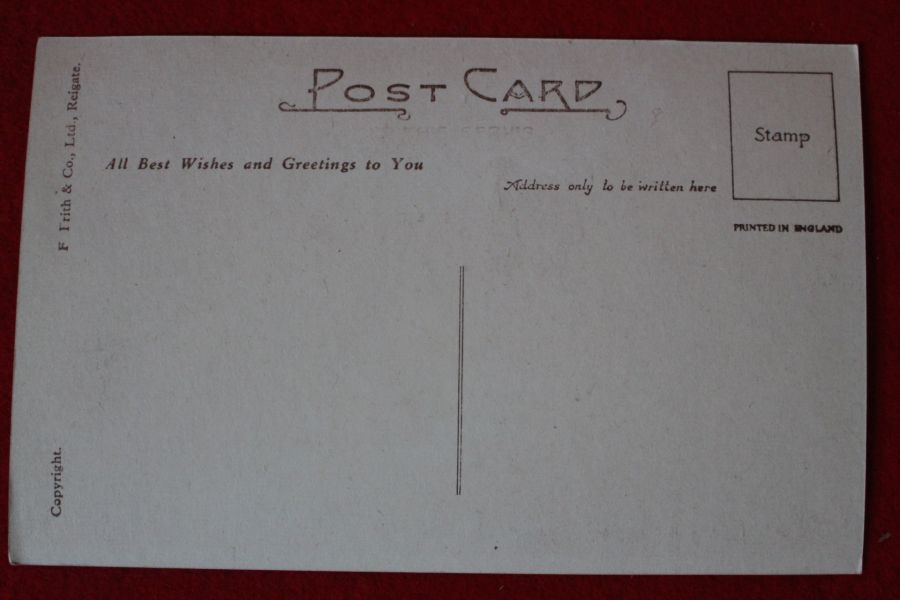 POST CARD
All Best Wishes and Greetings to You
Address only to be written here
Stamp
PRINTED IN ENGLAND
F Frith & Co., Ltd., Reigate.
Copyright.